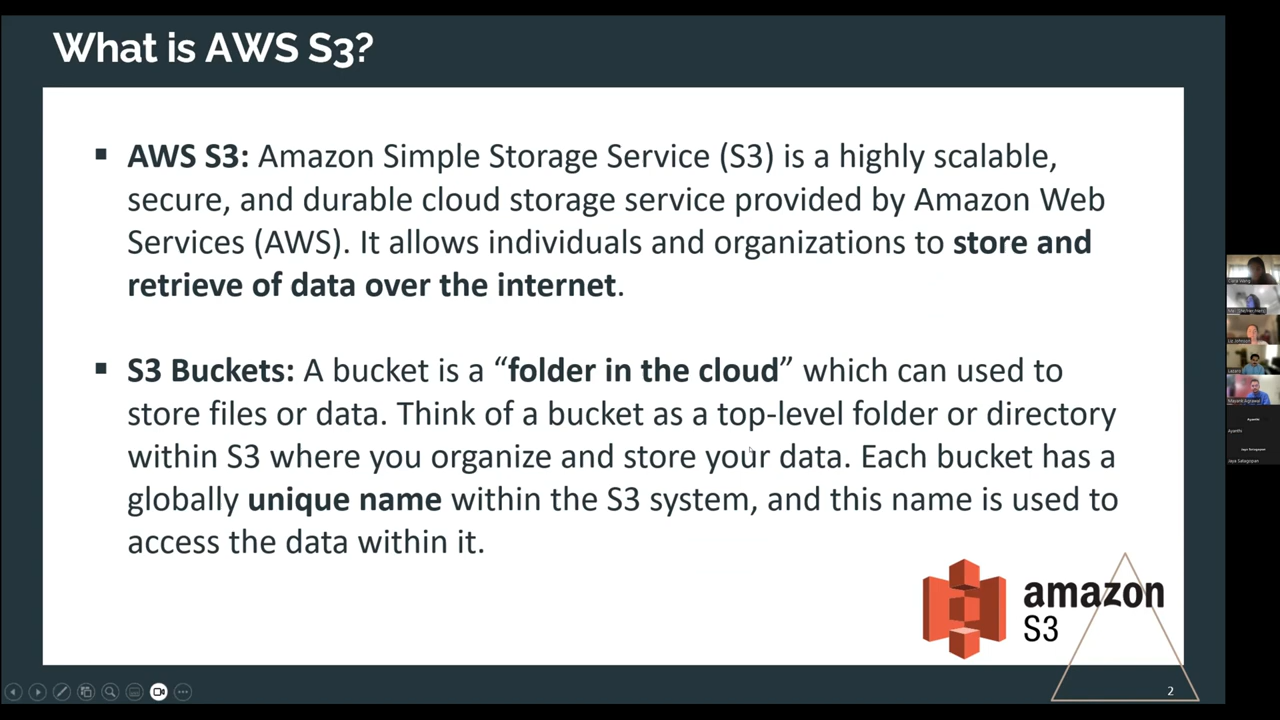 What is AWS S3?
▪ AWS S3: Amazon Simple Storage Service (S3) is a highly scalable,
secure, and durable cloud storage service provided by Amazon Web
Services (AWS). It allows individuals and organizations to store and
retrieve of data over the internet.
▪ S3 Buckets: A bucket is a “folder in the cloud” which can used to
store files or data. Think of a bucket as a top-level folder or directory
within S3 where you organize and store your data. Each bucket has a
globally unique name within the S3 system, and this name is used to
access the data within it.
amazon
S3
2